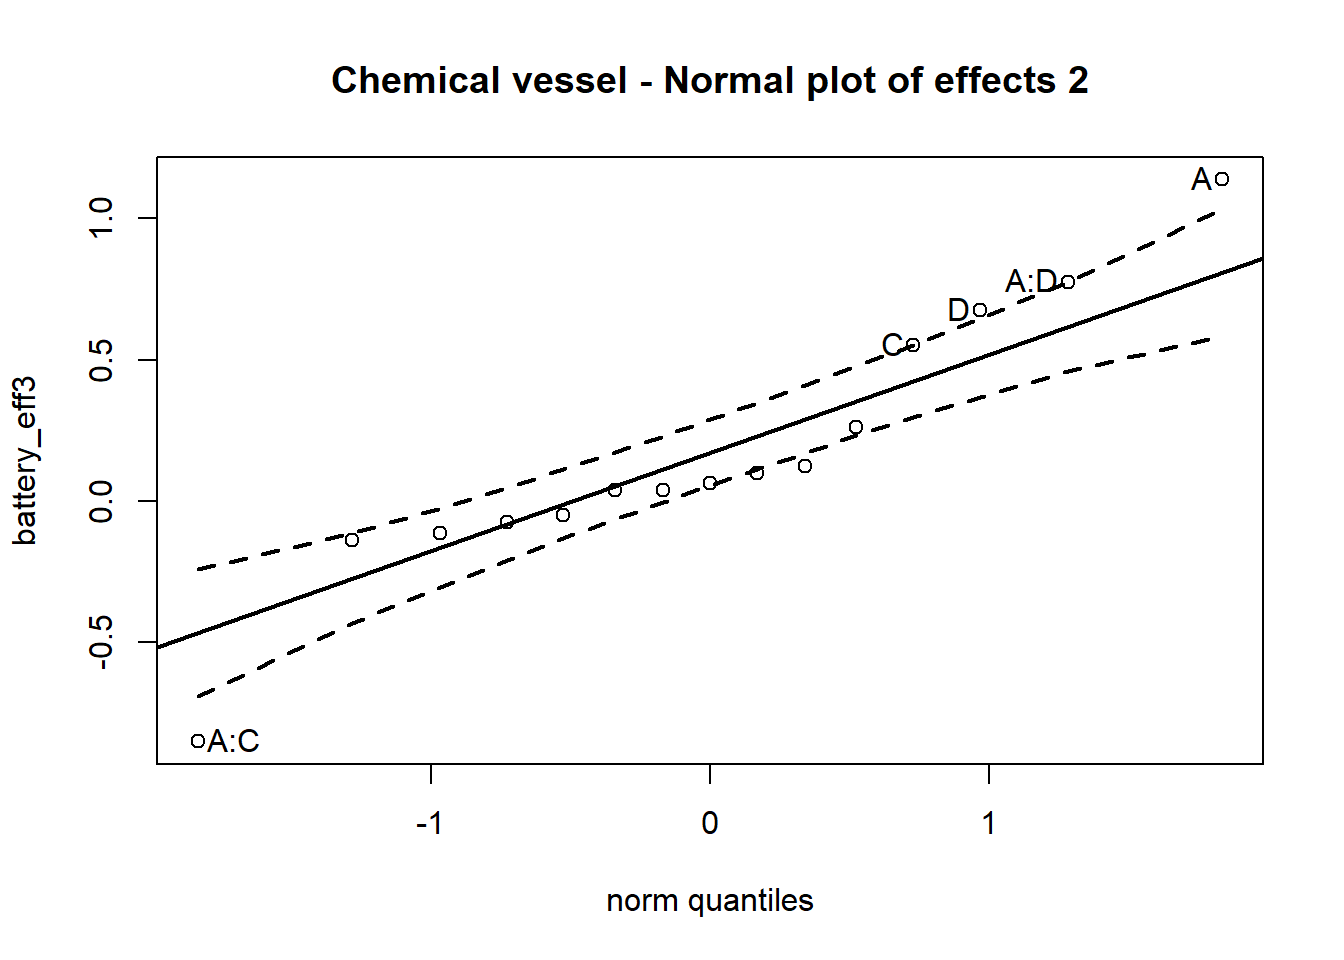 Chemical vessel - Normal plot of effects 2
battery_eff3
1.0
0.5
0.0
-0.5
A
A:D
D
C
A:C
-1
0
1
norm quantiles